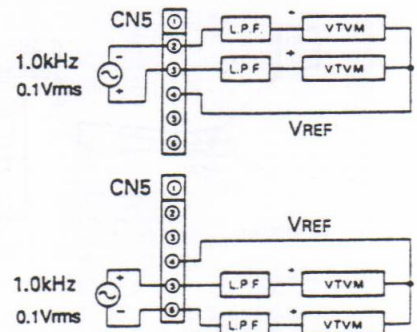 CN5 ①
1.0kHz − ② L.P.F. + VTVM
0.1Vrms + ③ L.P.F + VTVM
④
⑤ VREF
⑥
CN5 ①
② VREF
③
④
1.0kHz + ⑤ L.P.F + VTVM
0.1Vrms − ⑥ L.P.F + VTVM